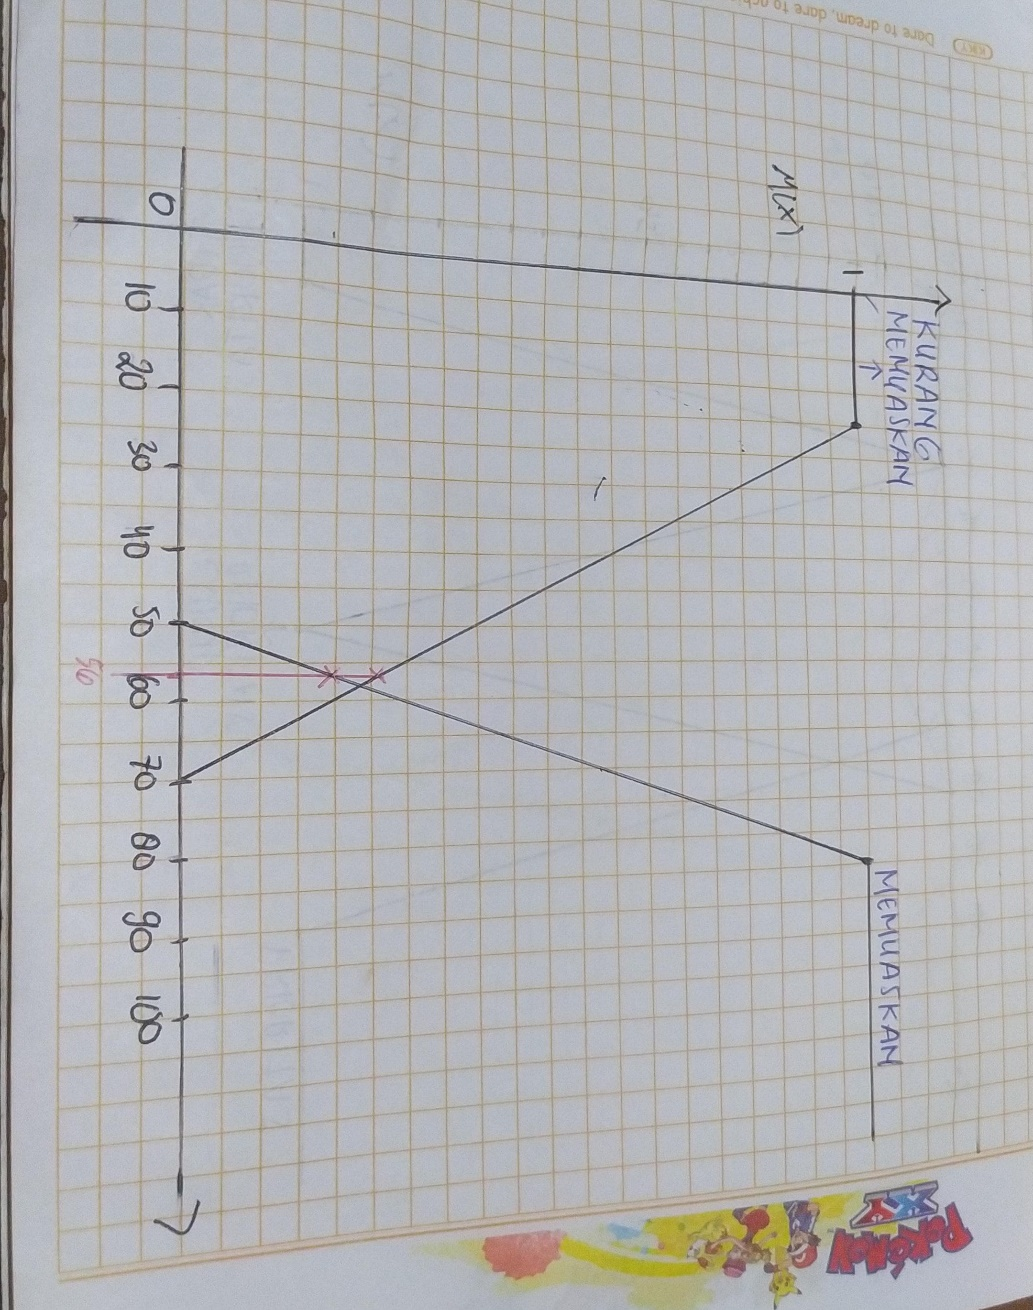 KKY Dare to dream, dare to
KURANG
MEMUASKAN
MEMUASKAN
1
M(X)
0 10 20 30 40 50 60 70 80 90 100
56
POKÉMON
XY